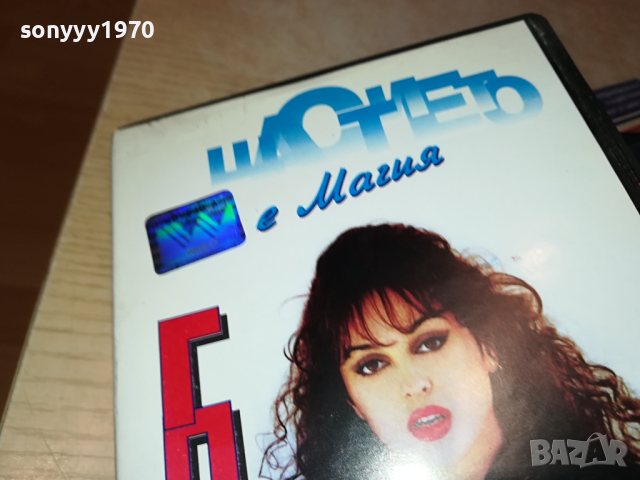 sonyyy1970
ЩАСТИЕТО
е Магия
W
Г
BAZAR